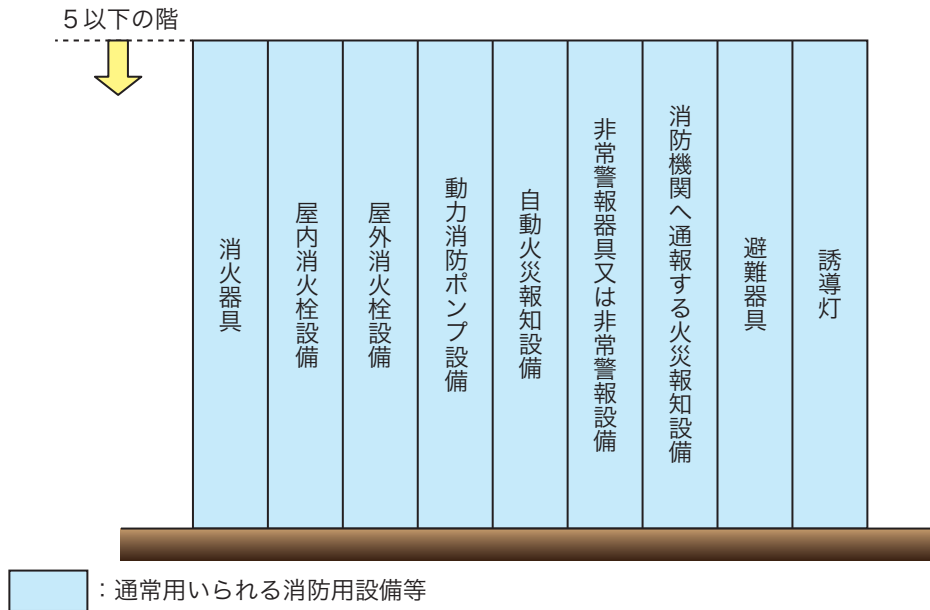 ５以下の階
消火器具
屋内消火栓設備
屋外消火栓設備
動力消防ポンプ設備
自動火災報知設備
非常警報器具又は非常警報設備
消防機関へ通報する火災報知設備
避難器具
誘導灯
：通常用いられる消防用設備等